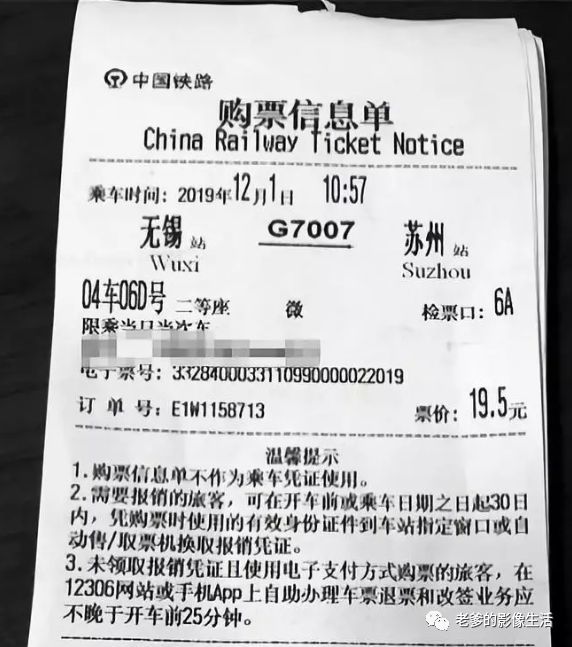 中国铁路
购票信息单
China Railway Ticket Notice
乘车时间：2019年12月1日 10:57
无锡站 G7007 苏州站
Wuxi Suzhou
04车06D号 二等座 微 检票口：6A
限乘当日当次车
电子票号：3328400033110990000022019
订单号：E1W1158713 票价：19.5元
温馨提示
1.购票信息单不作为乘车凭证使用。
2.需要报销的旅客，可在开车前或乘车日期之日起30日
内，凭购票时使用的有效身份证件到车站指定窗口或自
动售/取票机换取报销凭证。
3.未领取报销凭证且使用电子支付方式购票的旅客，在
12306网站或手机App上自助办理车票退票和改签业务应
不晚于开车前25分钟。
老爹的影像生活